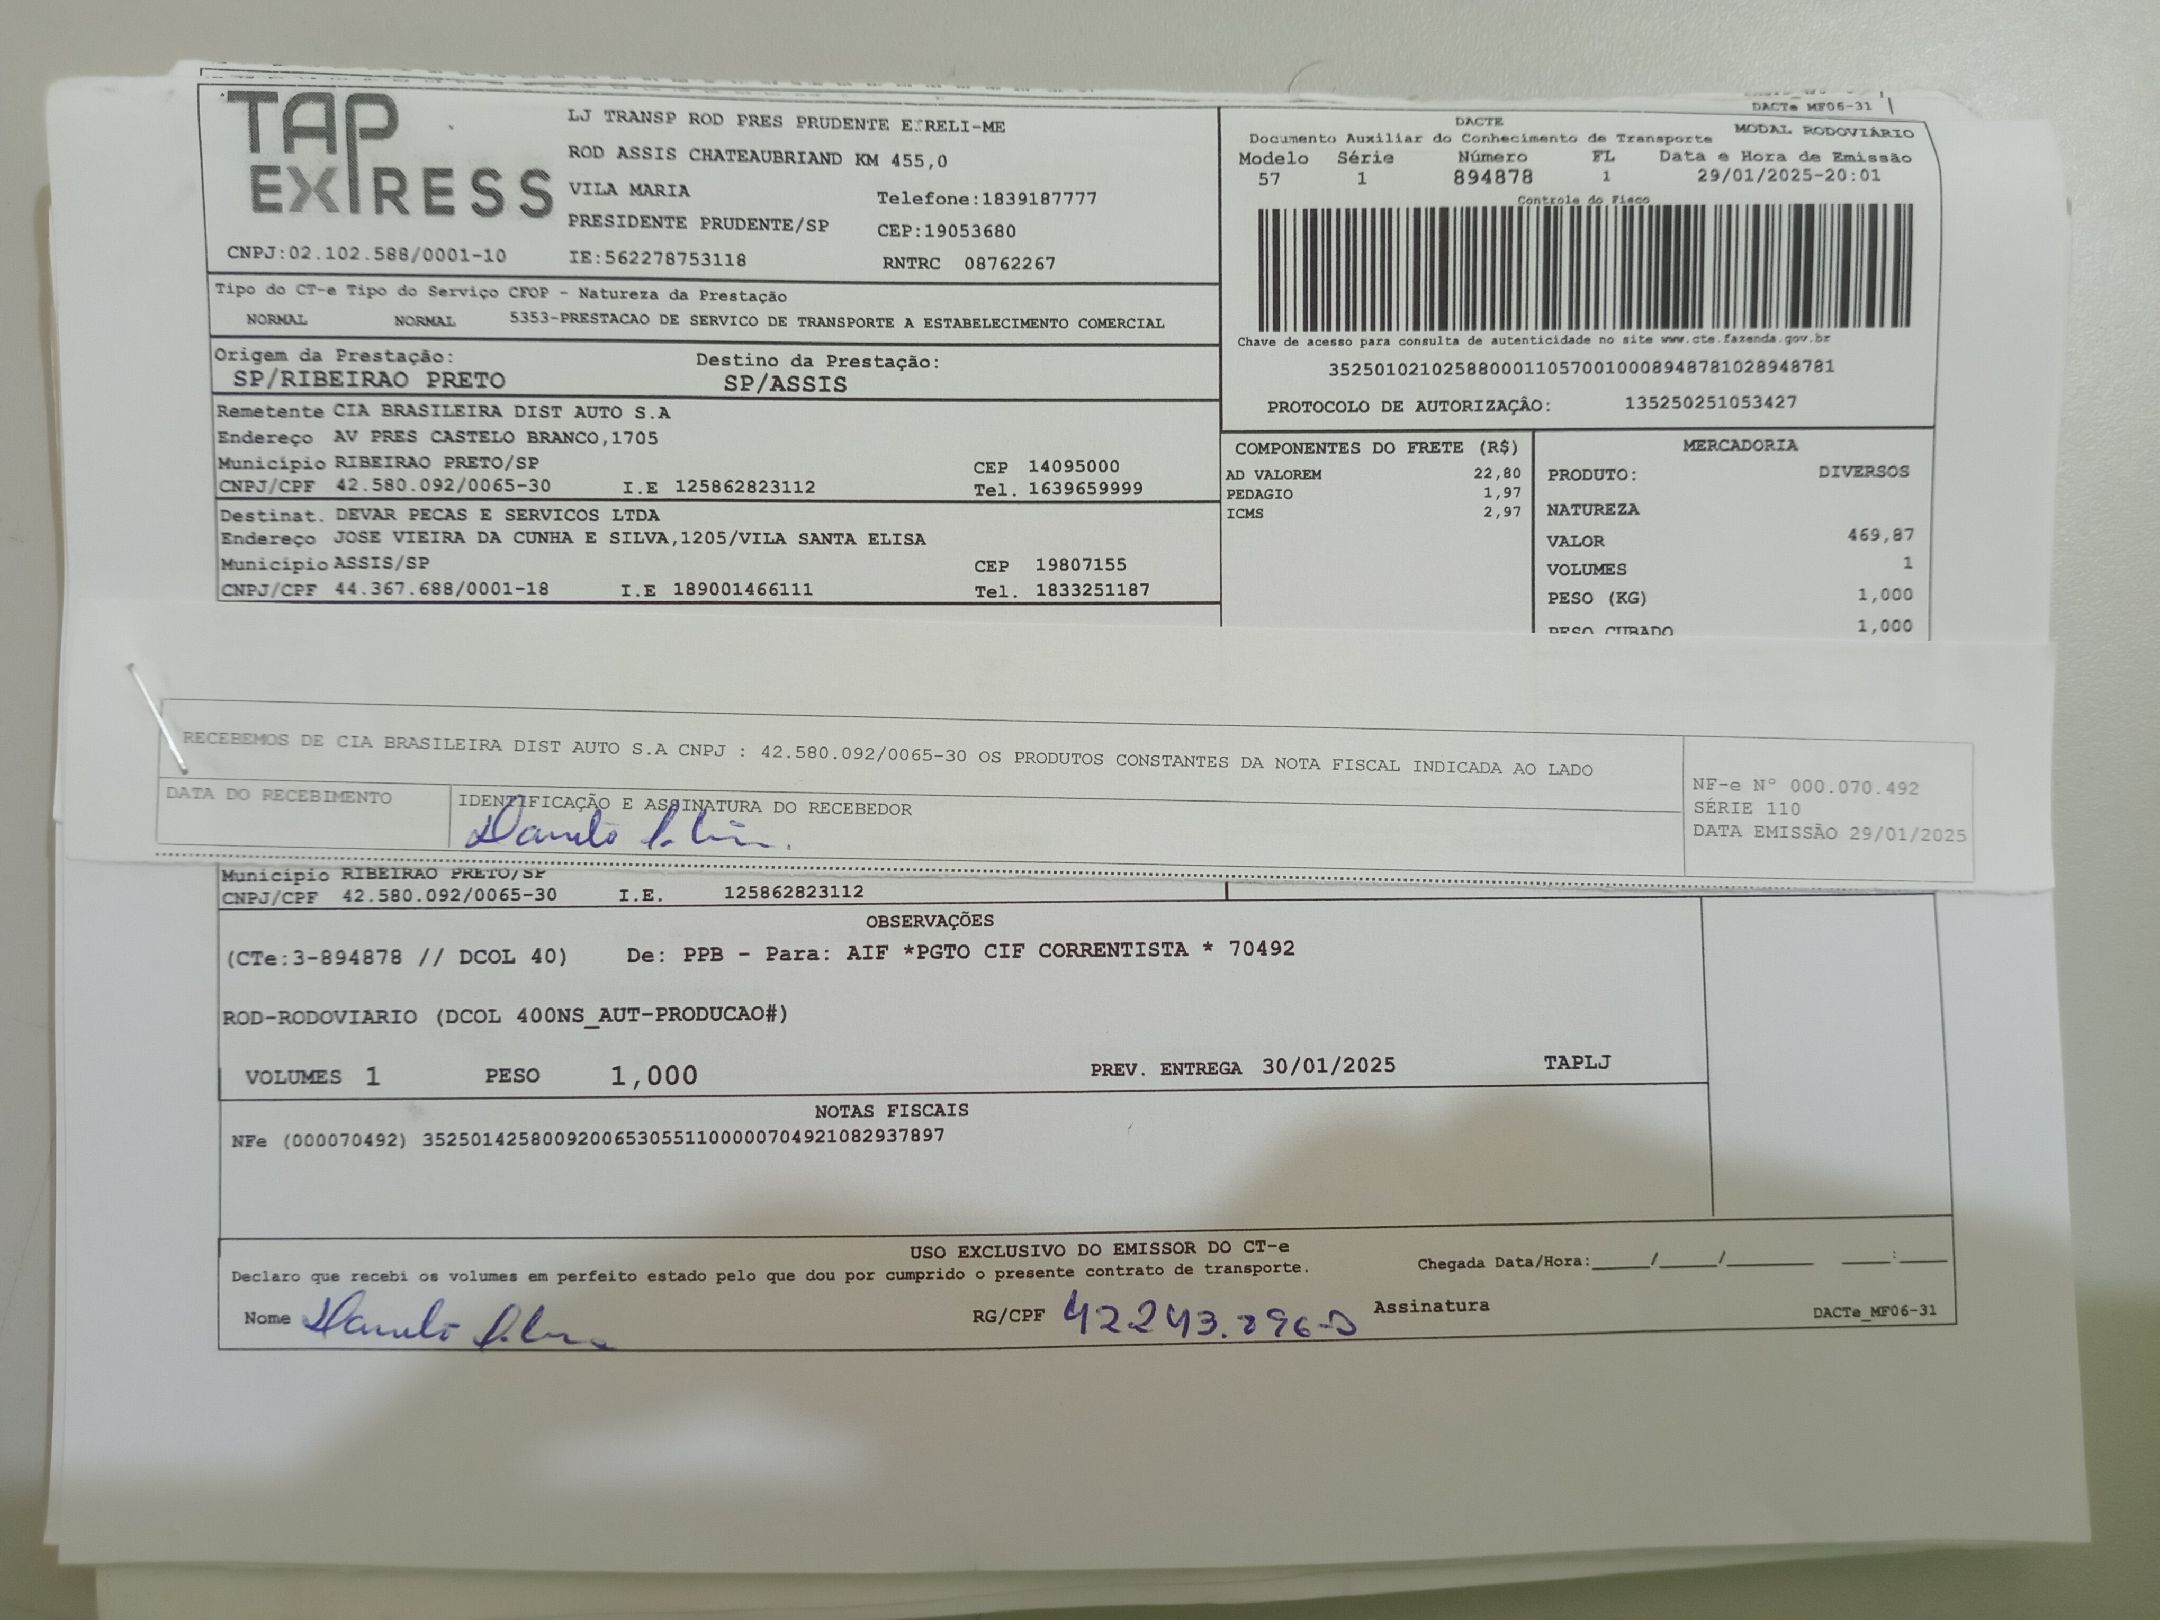 TAP EXPRESS
LJ TRANSP ROD PRES PRUDENTE EIRELI-ME
ROD ASSIS CHATEAUBRIAND KM 455,0
VILA MARIA Telefone:1839187777
PRESIDENTE PRUDENTE/SP CEP:19053680
CNPJ:02.102.588/0001-10 IE:562278753118 RNTRC 08762267
DACTe MF06-31
DACTE
Documento Auxiliar do Conhecimento de Transporte MODAL RODOVIÁRIO
Modelo Série Número FL Data e Hora de Emissão
57 1 894878 1 29/01/2025-20:01
Controle do Fisco
Chave de acesso para consulta de autenticidade no site www.cte.fazenda.gov.br
35250102102588000110570010008948781028948781
PROTOCOLO DE AUTORIZAÇÃO: 135250251053427
Tipo do CT-e Tipo do Serviço CFOP - Natureza da Prestação
NORMAL NORMAL 5353-PRESTACAO DE SERVICO DE TRANSPORTE A ESTABELECIMENTO COMERCIAL
Origem da Prestação: Destino da Prestação:
SP/RIBEIRAO PRETO SP/ASSIS
Remetente CIA BRASILEIRA DIST AUTO S.A
Endereço AV PRES CASTELO BRANCO,1705
Município RIBEIRAO PRETO/SP CEP 14095000
CNPJ/CPF 42.580.092/0065-30 I.E 125862823112 Tel. 1639659999
Destinat. DEVAR PECAS E SERVICOS LTDA
Endereço JOSE VIEIRA DA CUNHA E SILVA,1205/VILA SANTA ELISA
Município ASSIS/SP CEP 19807155
CNPJ/CPF 44.367.688/0001-18 I.E 189001466111 Tel. 1833251187
COMPONENTES DO FRETE (R$)
AD VALOREM 22,80
PEDAGIO 1,97
ICMS 2,97
MERCADORIA
PRODUTO: DIVERSOS
NATUREZA
VALOR 469,87
VOLUMES 1
PESO (KG) 1,000
PESO CUBADO 1,000
RECEBEMOS DE CIA BRASILEIRA DIST AUTO S.A CNPJ : 42.580.092/0065-30 OS PRODUTOS CONSTANTES DA NOTA FISCAL INDICADA AO LADO
DATA DO RECEBIMENTO IDENTIFICAÇÃO E ASSINATURA DO RECEBEDOR
Danilo
NF-e N° 000.070.492
SÉRIE 110
DATA EMISSÃO 29/01/2025
Município RIBEIRAO PRETO/SP
CNPJ/CPF 42.580.092/0065-30 I.E. 125862823112
OBSERVAÇÕES
(CTe:3-894878 // DCOL 40) De: PPB - Para: AIF *PGTO CIF CORRENTISTA * 70492
ROD-RODOVIARIO (DCOL 400NS_AUT-PRODUCAO#)
VOLUMES 1 PESO 1,000 PREV. ENTREGA 30/01/2025 TAPLJ
NOTAS FISCAIS
NFe (000070492) 35250142580092006530551100000704921082937897
USO EXCLUSIVO DO EMISSOR DO CT-e
Declaro que recebi os volumes em perfeito estado pelo que dou por cumprido o presente contrato de transporte.
Chegada Data/Hora:_____/_____/_______ ____:____
Nome Danilo RG/CPF Assinatura
DACTe_MF06-31